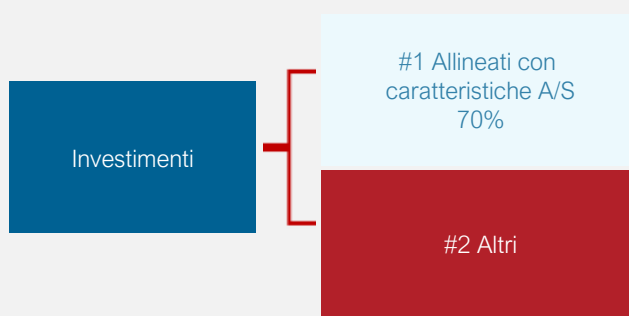 Investimenti
#1 Allineati con
caratteristiche A/S
70%
#2 Altri